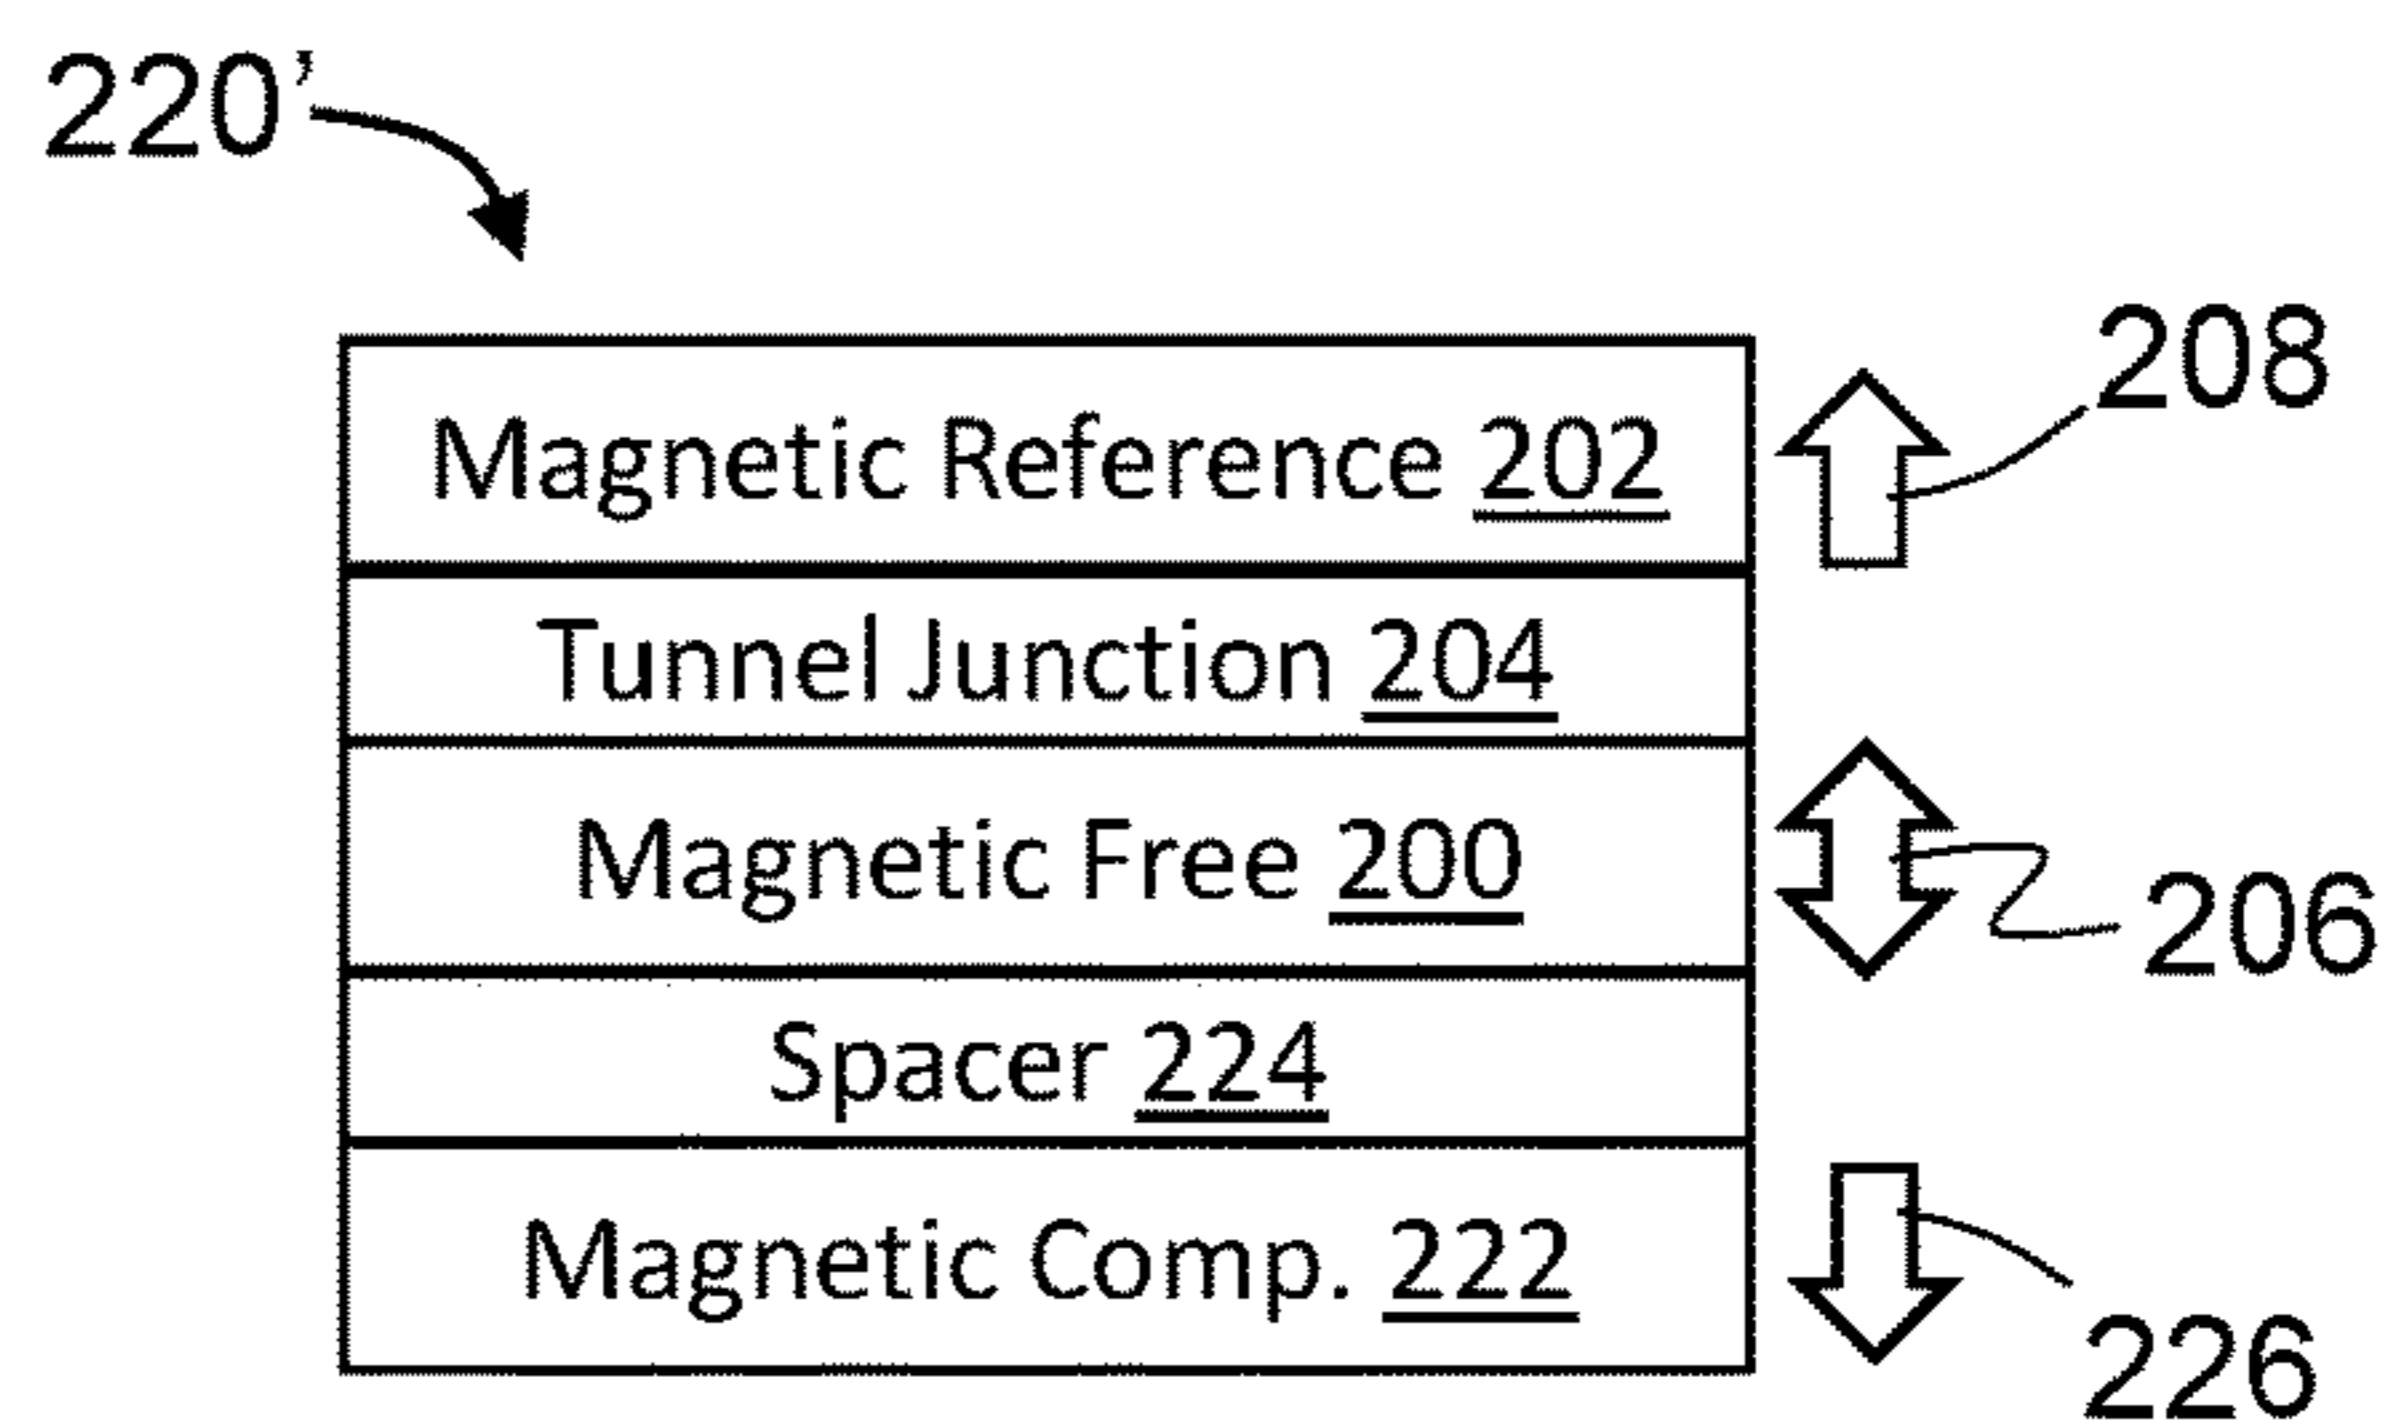 220’
208
Magnetic Reference 202
Tunnel Junction 204
Magnetic Free 200
206
Spacer 224
Magnetic Comp. 222
226